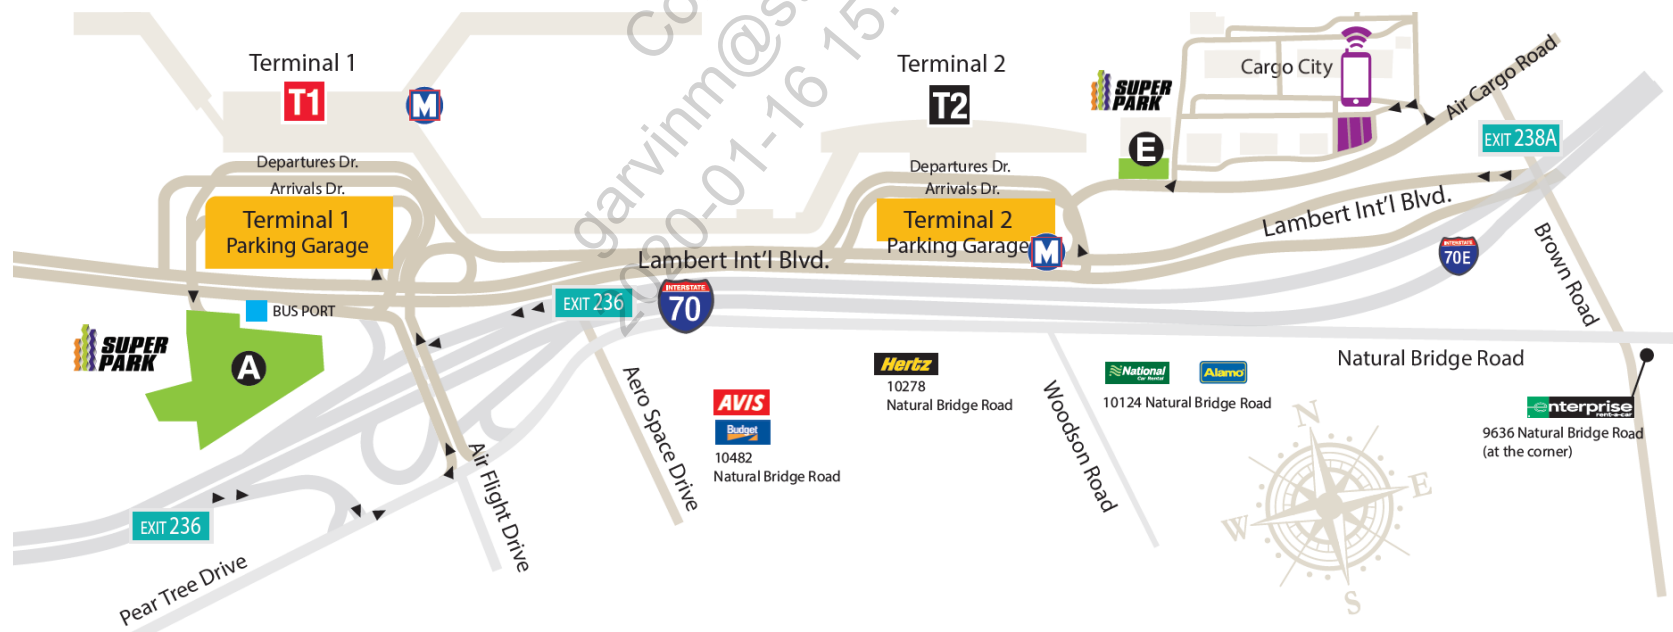 Co
garvinm@s
2020-01-16 15.
Terminal 1
T1
M
Departures Dr.
Arrivals Dr.
Terminal 1
Parking Garage
Terminal 2
T2
Departures Dr.
Arrivals Dr.
Terminal 2
Parking Garage
M
SUPER
PARK
E
Cargo City
Air Cargo Road
EXIT 238A
Lambert Int'l Blvd.
Lambert Int'l Blvd.
INTERSTATE
70E
Brown Road
BUS PORT
EXIT 236
INTERSTATE
70
SUPER
PARK
A
Natural Bridge Road
Aero Space Drive
AVIS
Budget
10482
Natural Bridge Road
Hertz
10278
Natural Bridge Road
Woodson Road
National
Car Rental
Alamo
10124 Natural Bridge Road
enterprise
rent-a-car
9636 Natural Bridge Road
(at the corner)
Air Flight Drive
EXIT 236
Pear Tree Drive
N
E
W
S